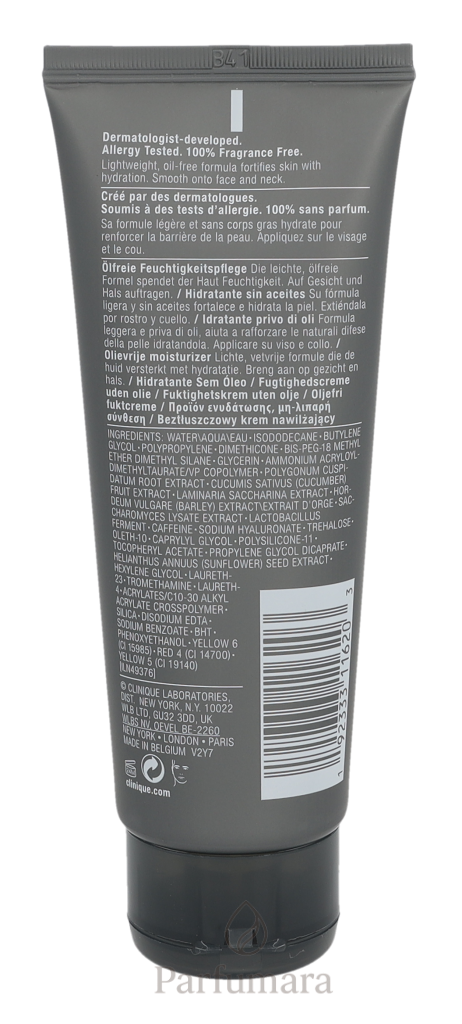 B41
Dermatologist-developed.
Allergy Tested. 100% Fragrance Free.
Lightweight, oil-free formula fortifies skin with
hydration. Smooth onto face and neck.
Créé par des dermatologues.
Soumis à des tests d'allergie. 100% sans parfum.
Sa formule légère et sans corps gras hydrate pour
renforcer la barrière de la peau. Appliquez sur le visage
et le cou.
Ölfreie Feuchtigkeitspflege Die leichte, ölfreie
Formel spendet der Haut Feuchtigkeit. Auf Gesicht und
Hals auftragen. / Hidratante sin aceites Su fórmula
ligera y sin aceites fortalece e hidrata la piel. Extiéndala
por rostro y cuello. / Idratante privo di oli Formula
leggera e priva di oli, aiuta a rafforzare le naturali difese
della pelle idratandola. Applicare su viso e collo. /
Olievrije moisturizer Lichte, vetvrije formule die de
huid versterkt met hydratatie. Breng aan op gezicht en
hals. / Hidratante Sem Óleo / Fugtighedscreme
uden olie / Fuktighetskrem uten olje / Oljefri
fuktcreme / Προϊόν ενυδάτωσης, μη-λιπαρή
σύνθεση / Beztłuszczowy krem nawilżający
INGREDIENTS: WATER\AQUA\EAU • ISODODECANE • BUTYLENE
GLYCOL • POLYPROPYLENE • DIMETHICONE • BIS-PEG-18 METHYL
ETHER DIMETHYL SILANE • GLYCERIN • AMMONIUM ACRYLOYL-
DIMETHYLTAURATE/VP COPOLYMER • POLYGONUM CUSPI-
DATUM ROOT EXTRACT • CUCUMIS SATIVUS (CUCUMBER)
FRUIT EXTRACT • LAMINARIA SACCHARINA EXTRACT • HOR-
DEUM VULGARE (BARLEY) EXTRACT\EXTRAIT D'ORGE • SAC-
CHAROMYCES LYSATE EXTRACT • LACTOBACILLUS
FERMENT • CAFFEINE • SODIUM HYALURONATE • TREHALOSE •
OLETH-10 • CAPRYLYL GLYCOL • POLYSILICONE-11 •
TOCOPHERYL ACETATE • PROPYLENE GLYCOL DICAPRATE •
HELIANTHUS ANNUUS (SUNFLOWER) SEED EXTRACT •
HEXYLENE GLYCOL • LAURETH-
23 • TROMETHAMINE • LAURETH-
4 • ACRYLATES/C10-30 ALKYL
ACRYLATE CROSSPOLYMER •
SILICA • DISODIUM EDTA •
SODIUM BENZOATE • BHT •
PHENOXYETHANOL • YELLOW 6
(CI 15985) • RED 4 (CI 14700) •
YELLOW 5 (CI 19140)
[ILN49376]
© CLINIQUE LABORATORIES,
DIST. NEW YORK, N.Y. 10022
WLB LTD, GU32 3DD, UK
WLBS NV, OEVEL BE-2260
NEW YORK • LONDON • PARIS
MADE IN BELGIUM V2Y7
clinique.com
1 92333 11620 3
Parfumara